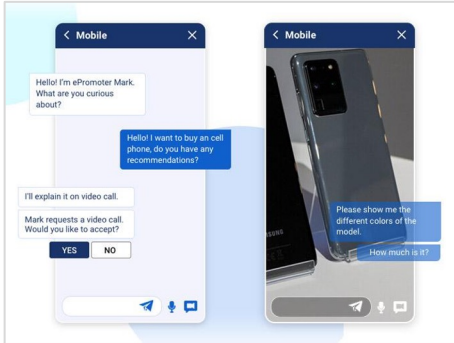 Mobile
Hello! I'm ePromoter Mark.
What are you curious
about?
Hello! I want to buy an cell
phone, do you have any
recommendations?
I'll explain it on video call.
Mark requests a video call.
Would you like to accept?
YES
NO
Mobile
Please show me the
different colors of the
model.
SAMSUNG
How much is it?